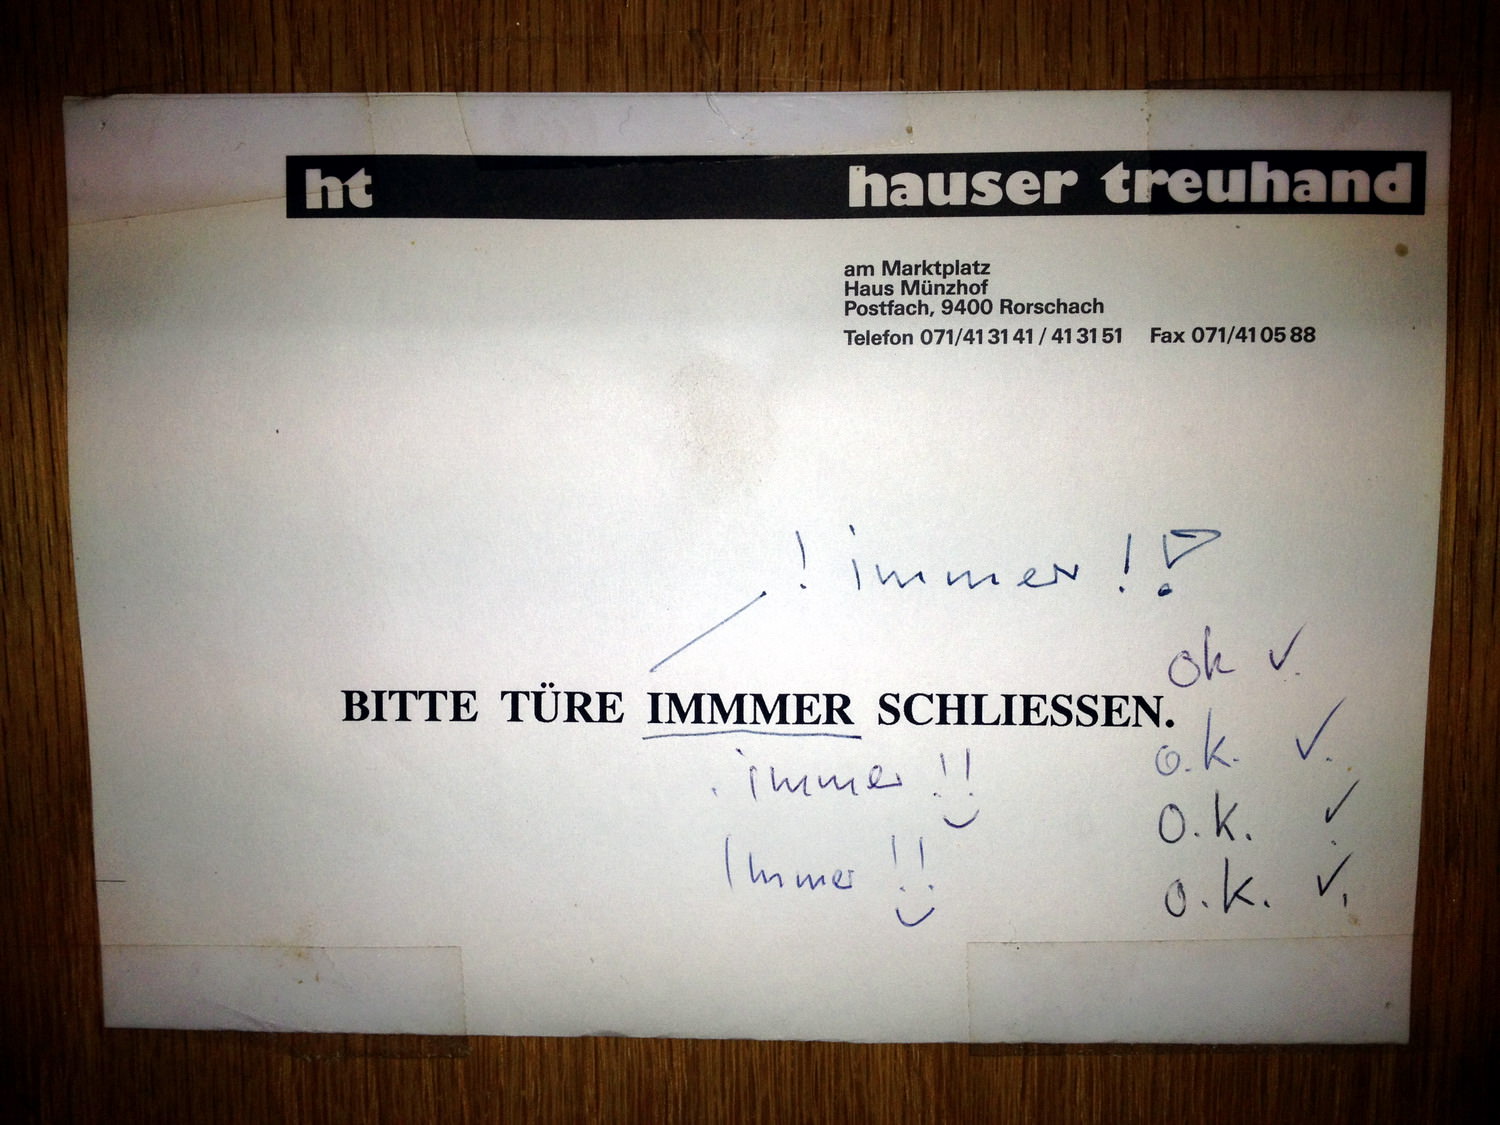 ht hauser treuhand
am Marktplatz
Haus Münzhof
Postfach, 9400 Rorschach
Telefon 071/41 31 41 / 41 31 51 Fax 071/41 05 88
! immer !!
ok ✓.
BITTE TÜRE IMMMER SCHLIESSEN.
immer !!
o.k. ✓.
o.k. ✓
Immer !!
o.k. ✓.